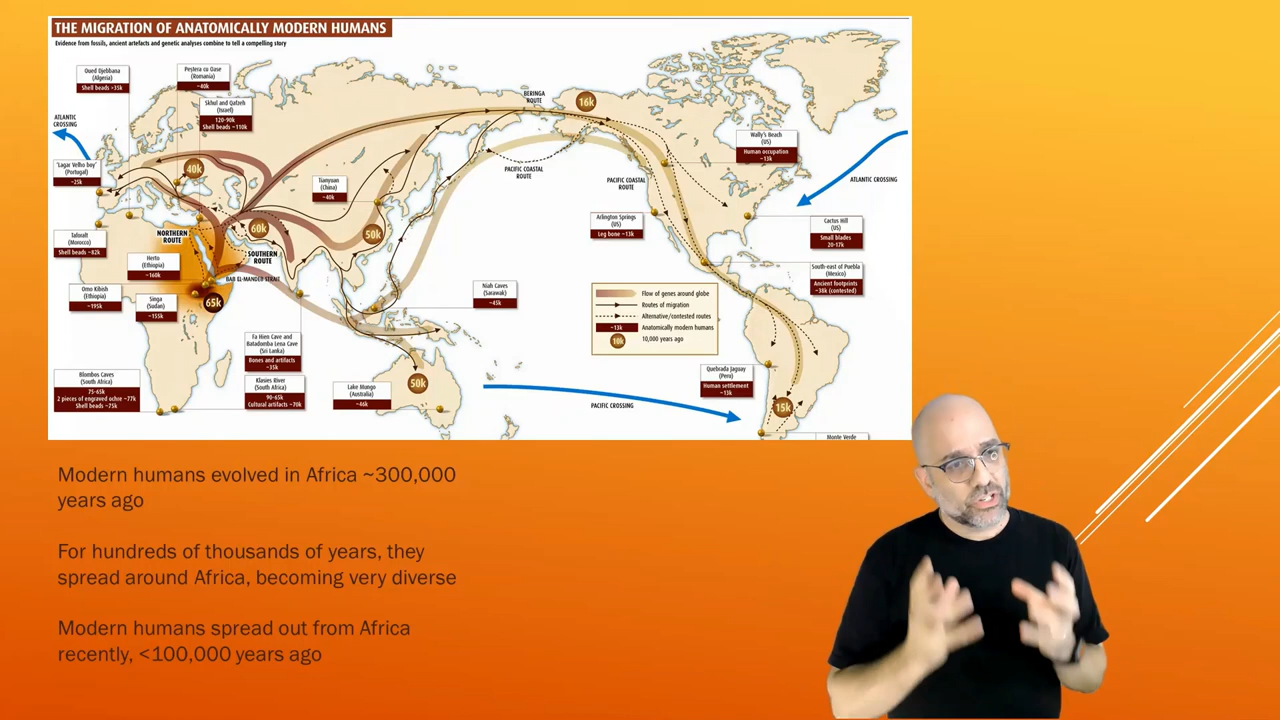 THE MIGRATION OF ANATOMICALLY MODERN HUMANS
Evidence from fossils, ancient artefacts and genetic analyses combine to tell a compelling story
Oued Djebbana
(Algeria)
Shell beads ~35k
Peştera cu Oase
(Romania)
~40k
Skhul and Qafzeh
(Israel)
120-90k
Shell beads ~110k
ATLANTIC
CROSSING
'Lagar Velho boy'
(Portugal)
~25k
40k
Tianyuan
(China)
~40k
BERINGA
ROUTE
16k
PACIFIC COASTAL
ROUTE
PACIFIC COASTAL
ROUTE
Wally's Beach
Human occupation
~13k
ATLANTIC CROSSING
Arlington Springs
(US)
Leg bone ~13k
Cactus Hill
(US)
Small blades
20-17k
Taforalt
(Morocco)
Shell beads ~82k
NORTHERN
ROUTE
60k
50k
SOUTHERN
ROUTE
BAB EL-MANDEB STRAIT
Herto
(Ethiopia)
~160k
Omo Kibish
(Ethiopia)
~195k
Singa
(Sudan)
~155k
65k
Niah Caves
(Sarawak)
~45k
South-east of Puebla
(Mexico)
Ancient footprints
~38k (contested)
Flow of genes around globe
Routes of migration
Alternative/contested routes
~13k
Anatomically modern humans
10k
10,000 years ago
Fa Hien Cave and
Batadomba Lena Cave
(Sri Lanka)
Bones and artifacts
~35k
Blombos Caves
(South Africa)
75-65k
2 pieces of engraved ochre ~77k
Shell beads ~75k
Klasies River
(South Africa)
90-65k
Cultural artifacts ~70k
Lake Mungo
(Australia)
~46k
50k
PACIFIC CROSSING
Quebrada Jaguay
(Peru)
Human settlement
~13k
15k
Monte Verde
Modern humans evolved in Africa ~300,000
years ago
For hundreds of thousands of years, they
spread around Africa, becoming very diverse
Modern humans spread out from Africa
recently, <100,000 years ago